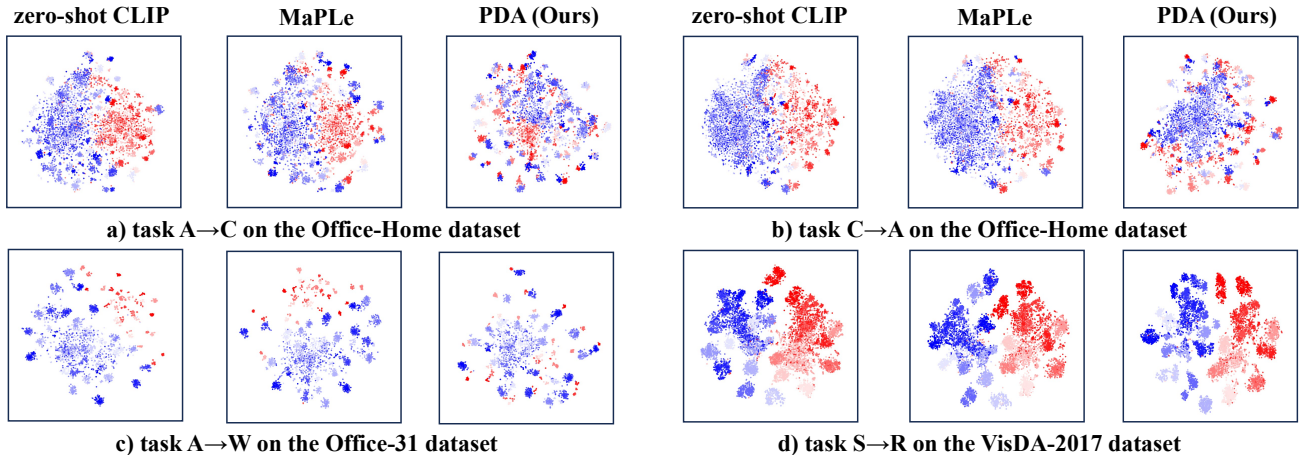 zero-shot CLIP MaPLe PDA (Ours) zero-shot CLIP MaPLe PDA (Ours)
a) task A→C on the Office-Home dataset
b) task C→A on the Office-Home dataset
c) task A→W on the Office-31 dataset
d) task S→R on the VisDA-2017 dataset